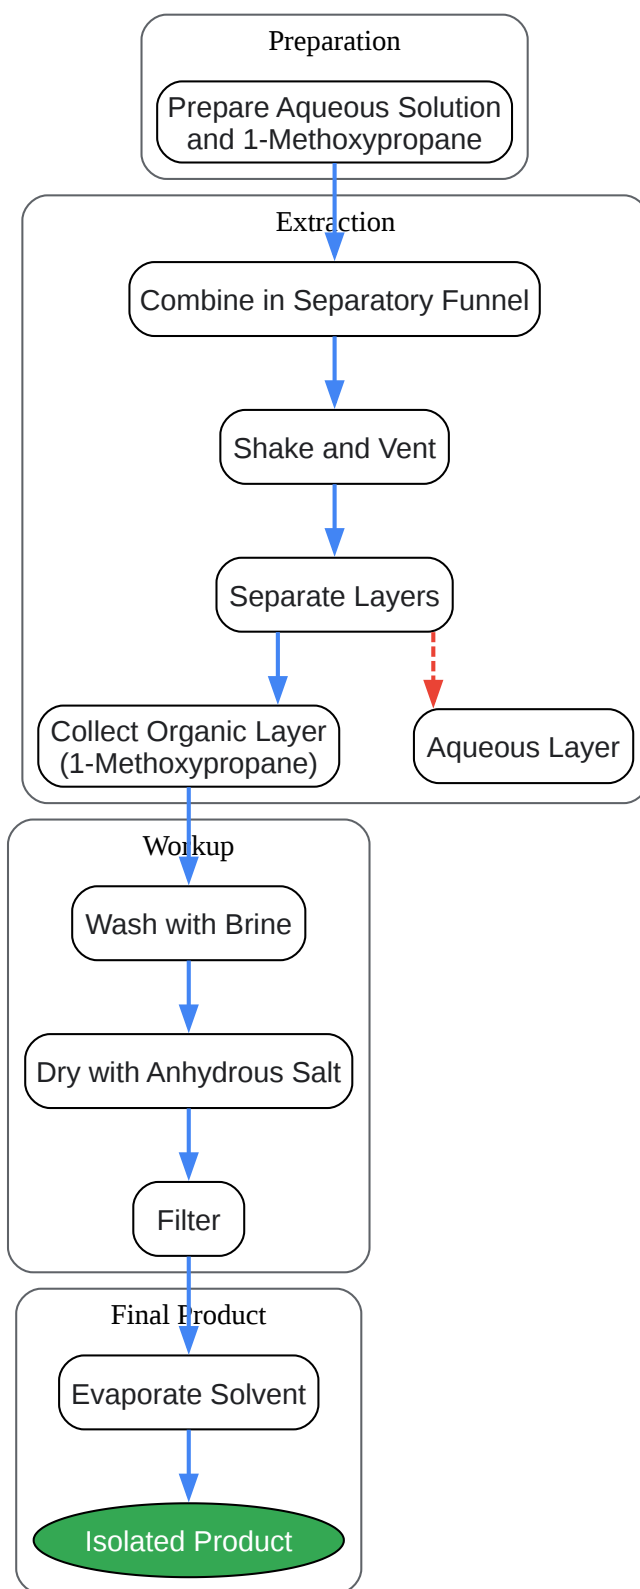 Preparation
Prepare Aqueous Solution
and 1-Methoxypropane
Extraction
Combine in Separatory Funnel
Shake and Vent
Separate Layers
Collect Organic Layer
(1-Methoxypropane)
Aqueous Layer
Workup
Wash with Brine
Dry with Anhydrous Salt
Filter
Final Product
Evaporate Solvent
Isolated Product